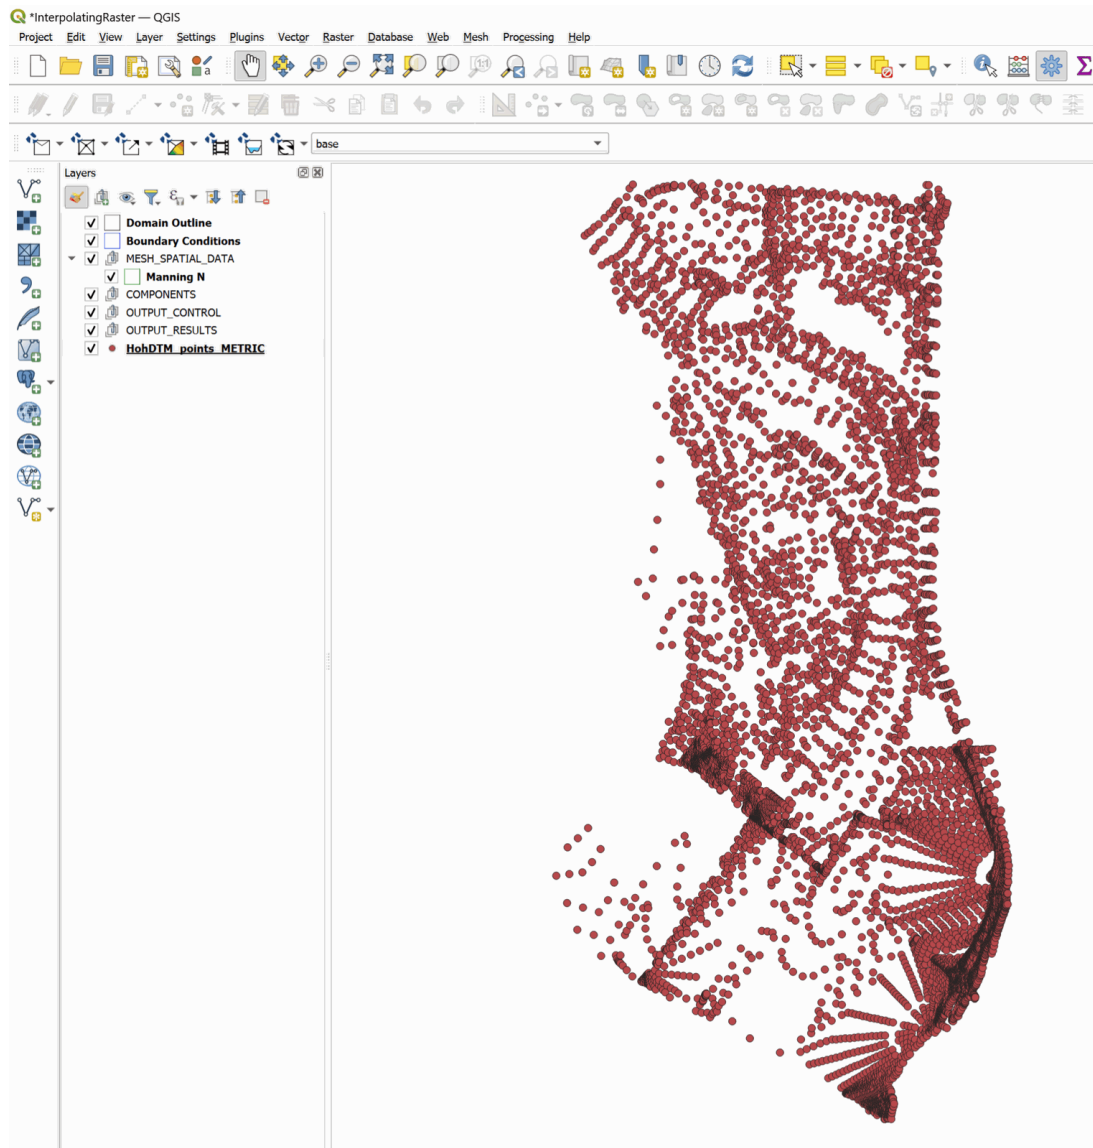 *InterpolatingRaster — QGIS
Project Edit View Layer Settings Plugins Vector Raster Database Web Mesh Processing Help
base
Layers
Domain Outline
Boundary Conditions
MESH_SPATIAL_DATA
Manning N
COMPONENTS
OUTPUT_CONTROL
OUTPUT_RESULTS
HohDTM_points_METRIC